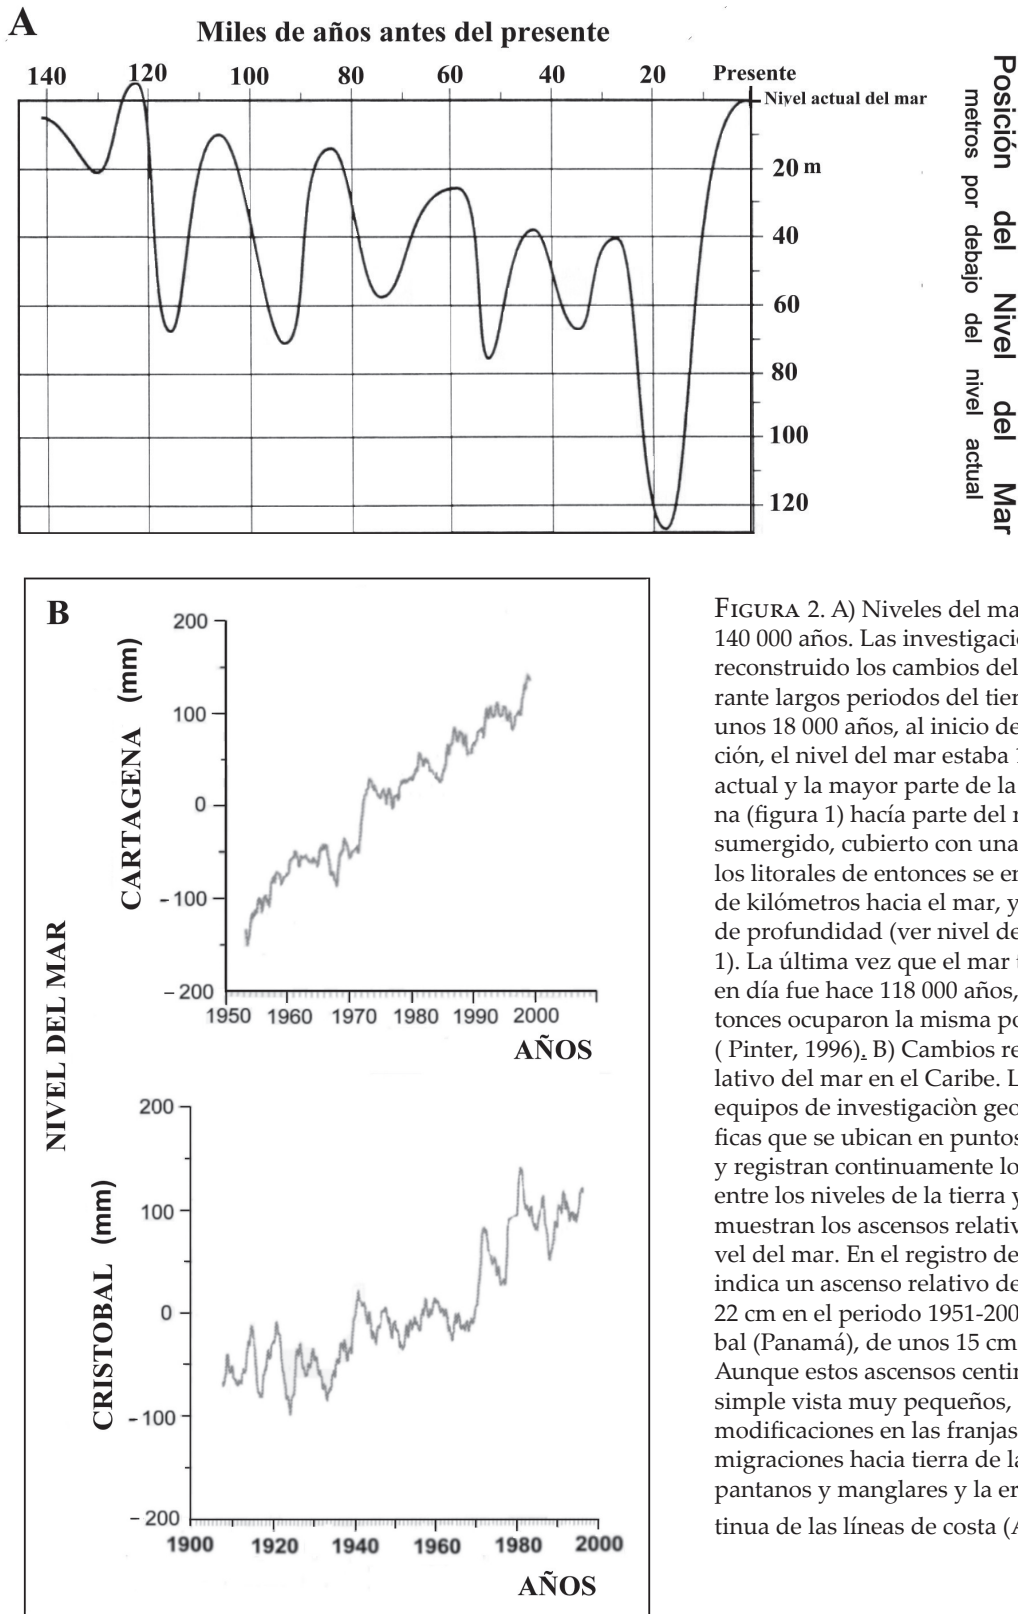 A
Miles de años antes del presente
140 120 100 80 60 40 20 Presente
Nivel actual del mar
20 m
40
60
80
100
120
Posición del Nivel del Mar
metros por debajo del nivel actual
B
NIVEL DEL MAR
CARTAGENA (mm)
200
100
0
- 100
- 200
1950 1960 1970 1980 1990 2000
AÑOS
CRISTOBAL (mm)
200
100
0
- 100
- 200
1900 1920 1940 1960 1980 2000
AÑOS
FIGURA 2. A) Niveles del ma
140 000 años. Las investigaci
reconstruido los cambios del
rante largos periodos del tier
unos 18 000 años, al inicio de
ción, el nivel del mar estaba
actual y la mayor parte de la
na (figura 1) hacía parte del
sumergido, cubierto con una
los litorales de entonces se en
de kilómetros hacia el mar, y
de profundidad (ver nivel de
1). La última vez que el mar
en día fue hace 118 000 años,
tonces ocuparon la misma po
( Pinter, 1996). B) Cambios re
lativo del mar en el Caribe. L
equipos de investigaciòn geo
ficas que se ubican en puntos
y registran continuamente lo
entre los niveles de la tierra y
muestran los ascensos relativ
vel del mar. En el registro de
indica un ascenso relativo de
22 cm en el periodo 1951-200
bal (Panamá), de unos 15 cm
Aunque estos ascensos centi
simple vista muy pequeños,
modificaciones en las franjas
migraciones hacia tierra de la
pantanos y manglares y la er
tinua de las líneas de costa (A